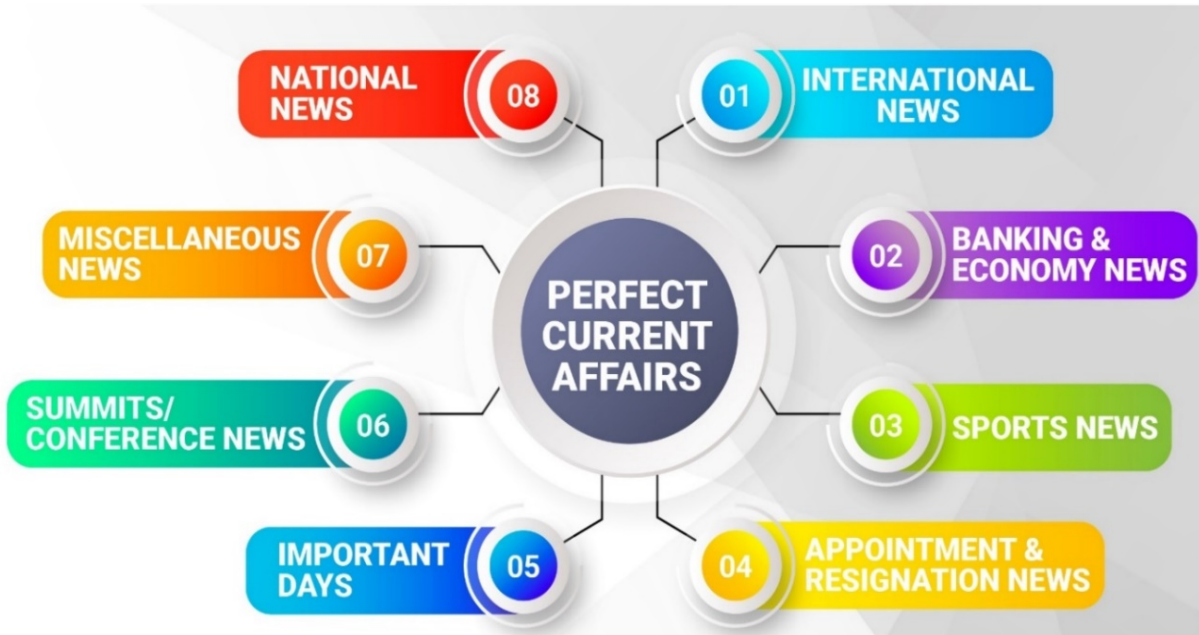 PERFECT
CURRENT
AFFAIRS
01
INTERNATIONAL
NEWS
02
BANKING &
ECONOMY NEWS
03
SPORTS NEWS
04
APPOINTMENT &
RESIGNATION NEWS
05
IMPORTANT
DAYS
06
SUMMITS/
CONFERENCE NEWS
07
MISCELLANEOUS
NEWS
08
NATIONAL
NEWS